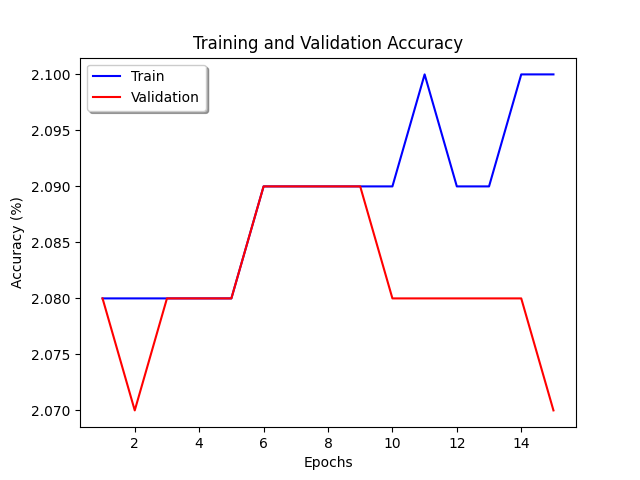 Training and Validation Accuracy
Train
Validation
2.100
2.095
2.090
2.085
2.080
2.075
2.070
Accuracy (%)
2 4 6 8 10 12 14
Epochs